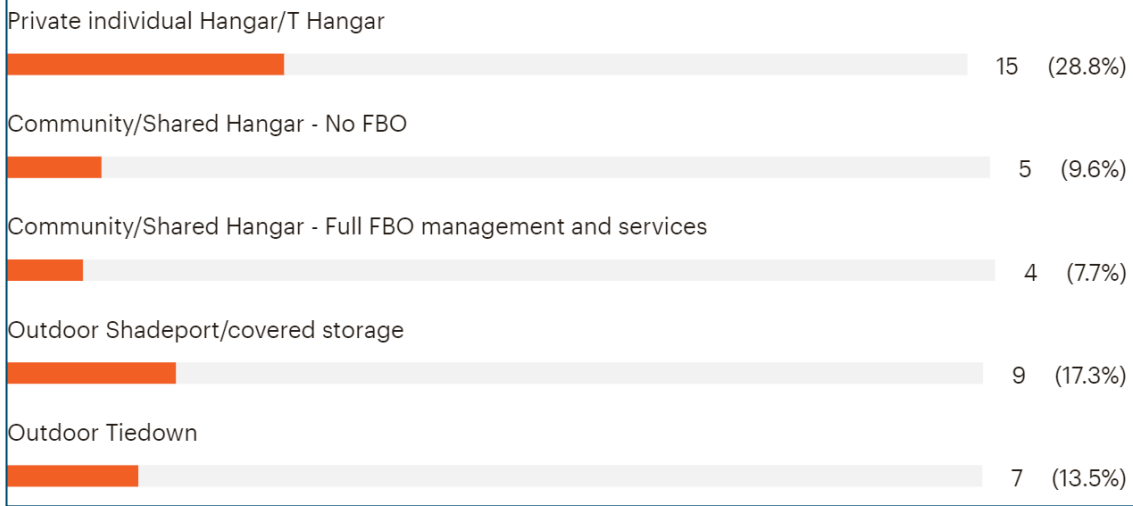 Private individual Hangar/T Hangar
15 (28.8%)
Community/Shared Hangar - No FBO
5 (9.6%)
Community/Shared Hangar - Full FBO management and services
4 (7.7%)
Outdoor Shadeport/covered storage
9 (17.3%)
Outdoor Tiedown
7 (13.5%)